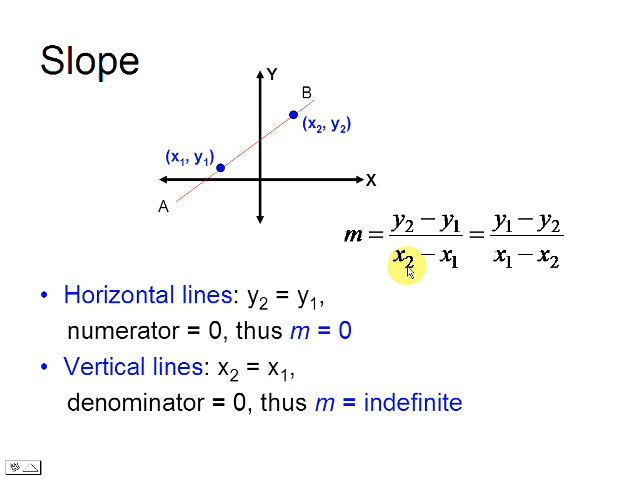 Slope
Y
B
(x₂, y₂)
(x₁, y₁)
X
A
m = (y₂ − y₁)/(x₂ − x₁) = (y₁ − y₂)/(x₁ − x₂)
• Horizontal lines: y₂ = y₁,
numerator = 0, thus m = 0
• Vertical lines: x₂ = x₁,
denominator = 0, thus m = indefinite